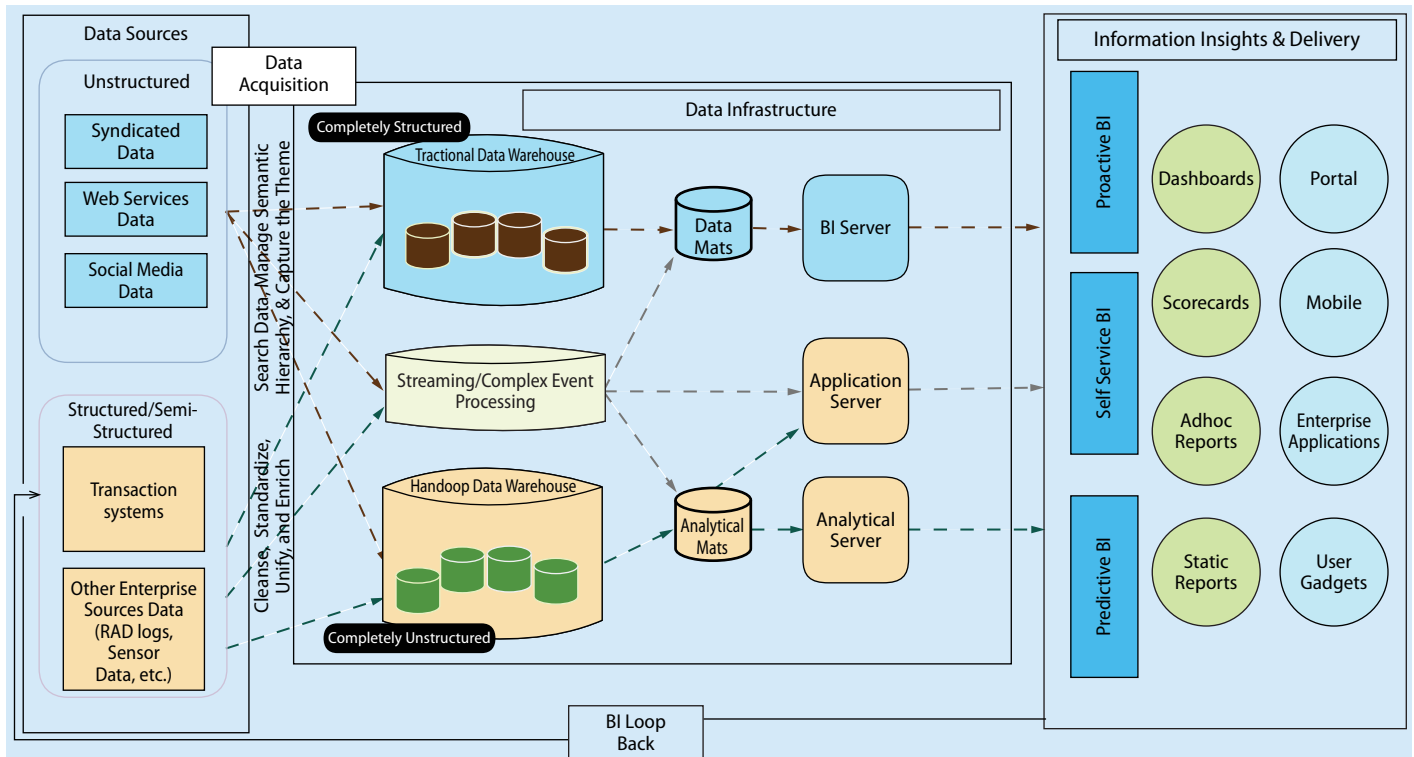 Data Sources
Unstructured
Syndicated
Data
Web Services
Data
Social Media
Data
Structured/Semi-
Structured
Transaction
systems
Other Enterprise
Sources Data
(RAD logs,
Sensor
Data, etc.)
Data
Acquisition
Search Data, Manage Semantic
Hierarchy, & Capture the Theme
Cleanse, Standardize,
Unify, and Enrich
Data Infrastructure
Completely Structured
Tractional Data Warehouse
Streaming/Complex Event
Processing
Handoop Data Warehouse
Completely Unstructured
Data
Mats
Analytical
Mats
BI Server
Application
Server
Analytical
Server
Information Insights & Delivery
Proactive BI
Self Service BI
Predictive BI
Dashboards
Portal
Scorecards
Mobile
Adhoc
Reports
Enterprise
Applications
Static
Reports
User
Gadgets
BI Loop
Back